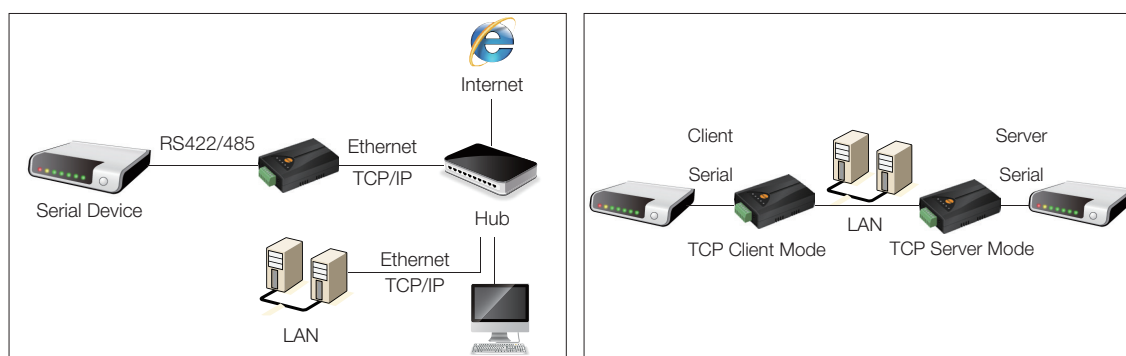 Internet
RS422/485
Ethernet
TCP/IP
Serial Device
Hub
Ethernet
TCP/IP
LAN
Client
Server
Serial
Serial
LAN
TCP Client Mode
TCP Server Mode